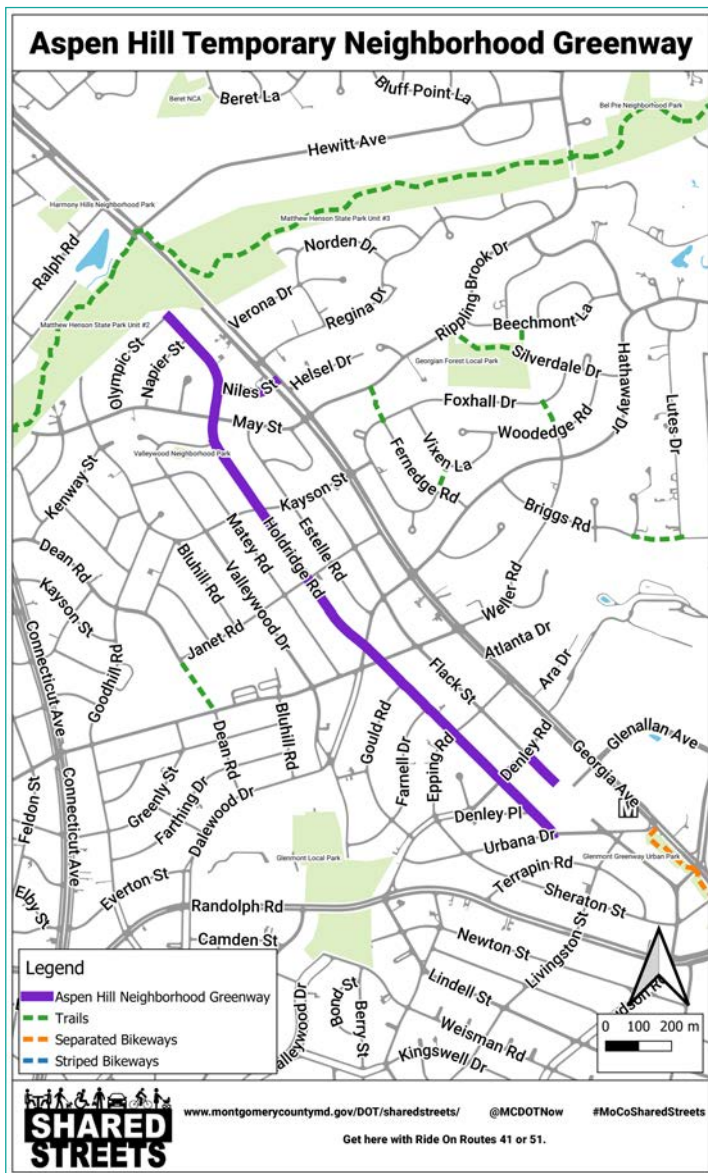 Aspen Hill Temporary Neighborhood Greenway
Beret NCA
Beret La
Bluff Point La
Bel Pre Neighborhood Park
Hewitt Ave
Harmony Hills Neighborhood Park
Matthew Henson State Park Unit #3
Ralph Rd
Norden Dr
Verona Dr
Regina Dr
Rippling Brook Dr
Matthew Henson State Park Unit #2
Beechmont La
Olympic St
Napier St
Georgian Forest Local Park
Silverdale Dr
Niles St
Helsel Dr
Hathaway Dr
Foxhall Dr
Lutes Dr
May St
Woodedge Rd
Vixen La
Valleywood Neighborhood Park
Fernedge Rd
Kenway St
Kayson St
Briggs Rd
Matey Rd
Holdridge Rd
Estelle Rd
Dean Rd
Bluhill Rd
Valleywood Dr
Kayson St
Weller Rd
Janet Rd
Atlanta Dr
Connecticut Ave
Goodhill Rd
Flack St
Ara Dr
Gould Rd
Dean Rd
Bluhill Rd
Denley Rd
Georgia Ave
Glenallan Ave
Farnell Dr
Epping Rd
Connecticut Ave
Feldon St
Greenly St
Farthing Dr
Dalewood Dr
M
Denley Pl
Urbana Dr
Glenmont Local Park
Glenmont Greenway Urban Park
Terrapin Rd
Everton St
Elby St
Sheraton St
Randolph Rd
Camden St
Newton St
Livingston St
Lindell St
Bond St
Berry St
Weisman Rd
Kingswell Dr
Legend
Aspen Hill Neighborhood Greenway
Trails
Separated Bikeways
Striped Bikeways
0 100 200 m
SHARED
STREETS
www.montgomerycountymd.gov/DOT/sharedstreets/ @MCDOTNow #MoCoSharedStreets
Get here with Ride On Routes 41 or 51.